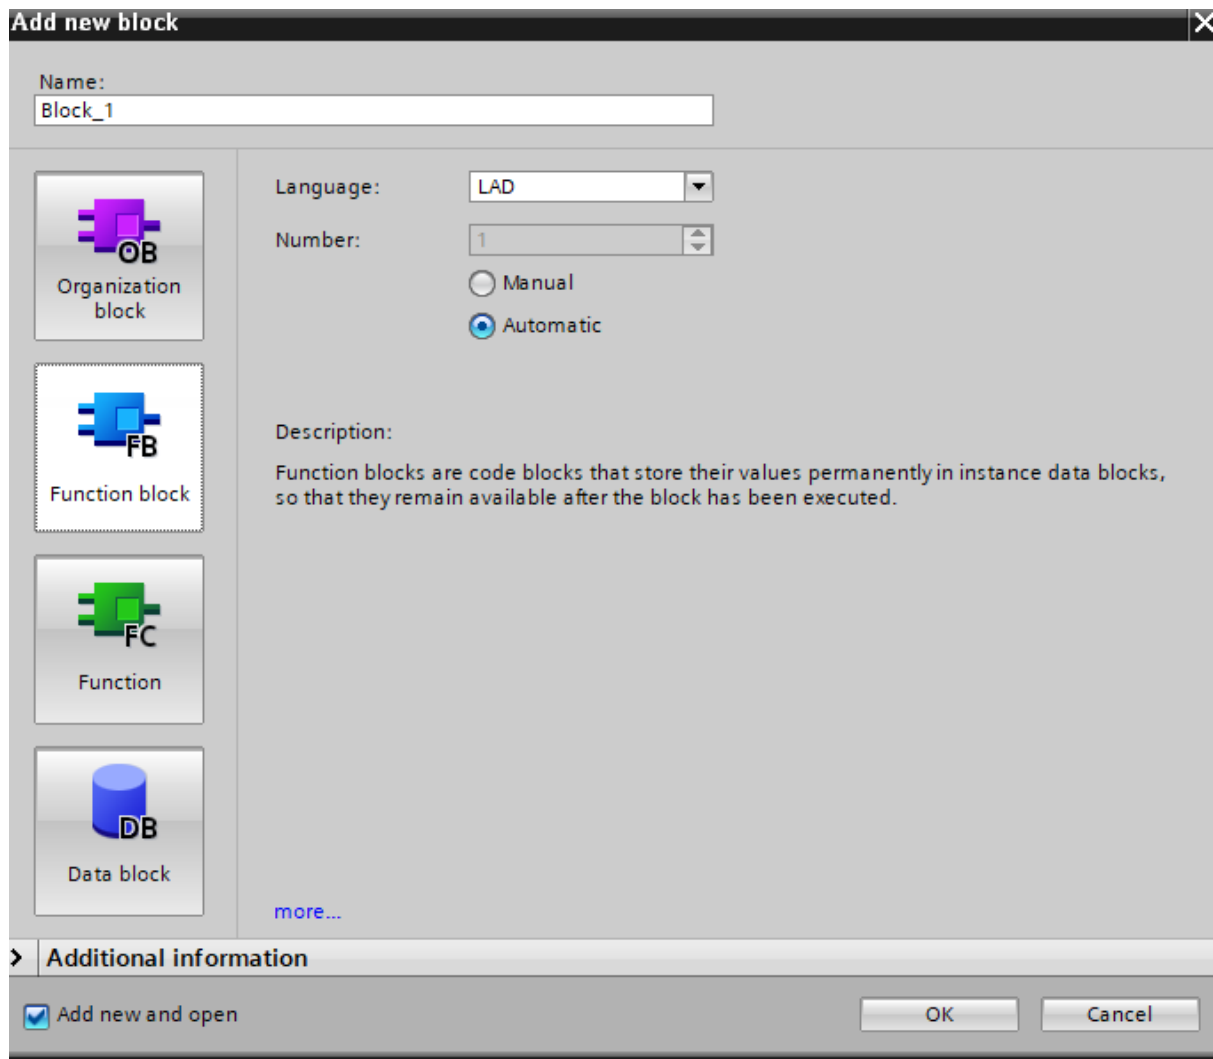 Add new block
Name:
Block_1
OB
Organization
block
FB
Function block
FC
Function
DB
Data block
Language:
LAD
Number:
1
Manual
Automatic
Description:
Function blocks are code blocks that store their values permanently in instance data blocks,
so that they remain available after the block has been executed.
more...
Additional information
Add new and open
OK
Cancel